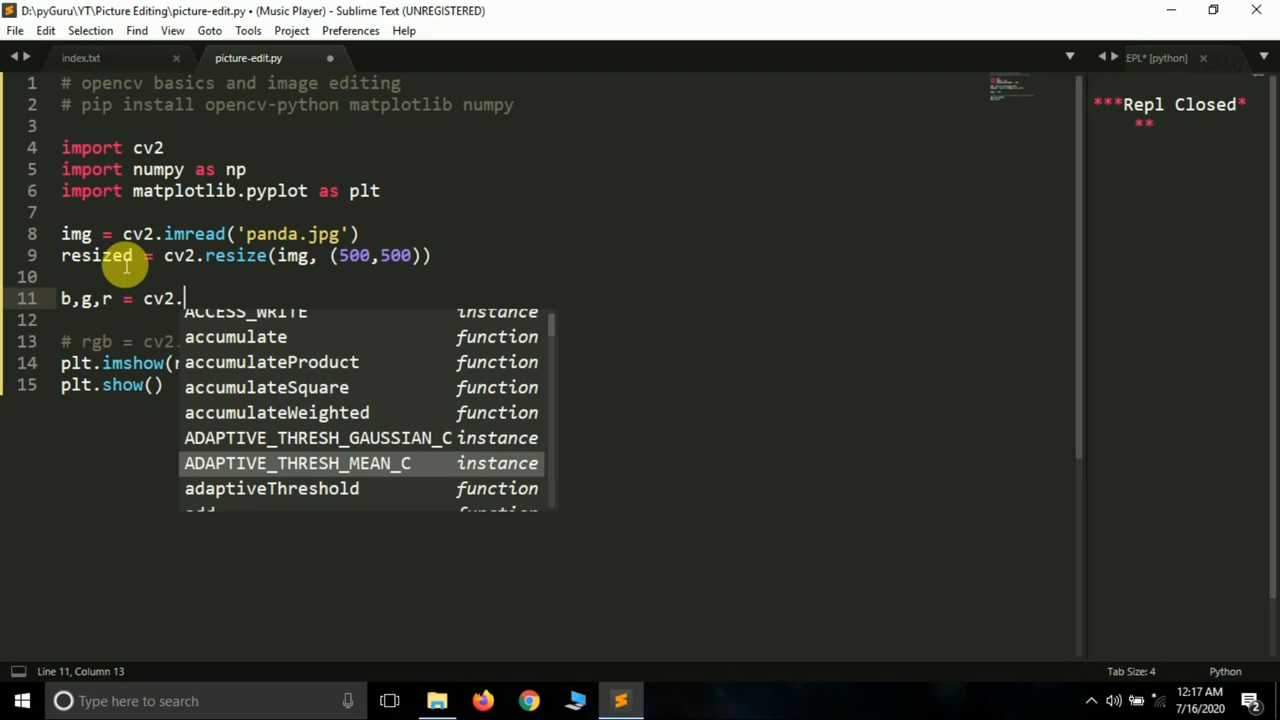 D:\pyGuru\YT\Picture Editing\picture-edit.py • (Music Player) - Sublime Text (UNREGISTERED)
File Edit Selection Find View Goto Tools Project Preferences Help
index.txt picture-edit.py EPL* [python]
1 # opencv basics and image editing
2 # pip install opencv-python matplotlib numpy
3
4 import cv2
5 import numpy as np
6 import matplotlib.pyplot as plt
7
8 img = cv2.imread('panda.jpg')
9 resized = cv2.resize(img, (500,500))
10
11 b,g,r = cv2.
12
13 # rgb = cv2.
14 plt.imshow(
15 plt.show()
ACCESS_WRITE instance
accumulate function
accumulateProduct function
accumulateSquare function
accumulateWeighted function
ADAPTIVE_THRESH_GAUSSIAN_C instance
ADAPTIVE_THRESH_MEAN_C instance
adaptiveThreshold function
add function
***Repl Closed*
**
Line 11, Column 13 Tab Size: 4 Python
Type here to search
12:17 AM
7/16/2020
2